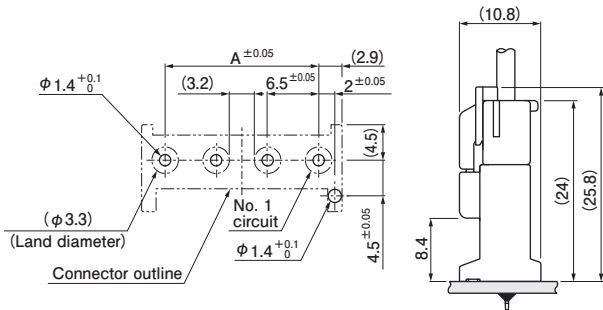 A±0.05
(2.9)
(3.2)
6.5±0.05
2±0.05
φ1.4 +0.1 0
(4.5)
4.5±0.05
(φ3.3)
(Land diameter)
No. 1
circuit
φ1.4 +0.1 0
Connector outline
(10.8)
8.4
(24)
(25.8)